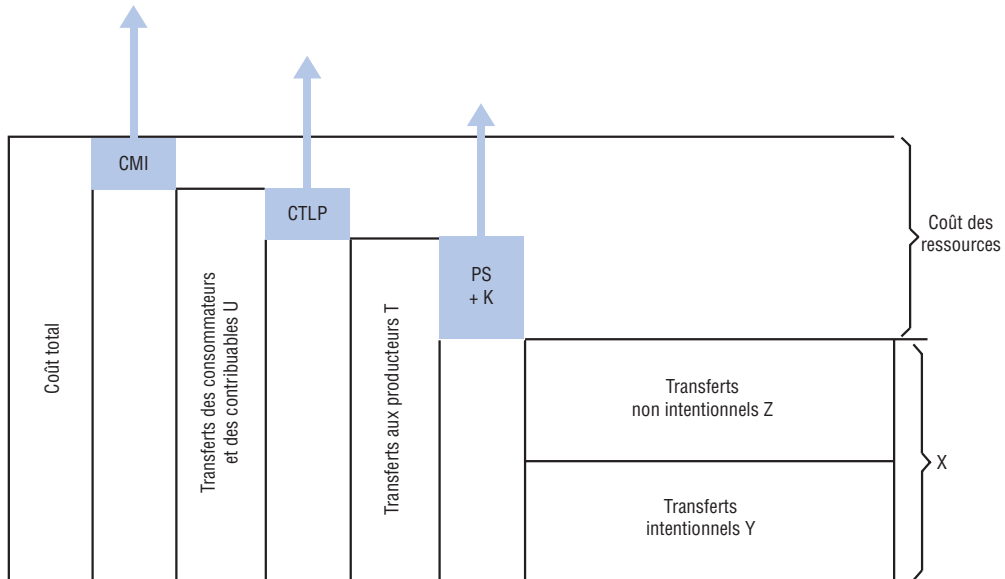 CMI
CTLP
PS
+ K
Coût des
ressources
Coût total
Transferts des consommateurs
et des contribuables U
Transferts aux producteurs T
Transferts
non intentionnels Z
X
Transferts
intentionnels Y